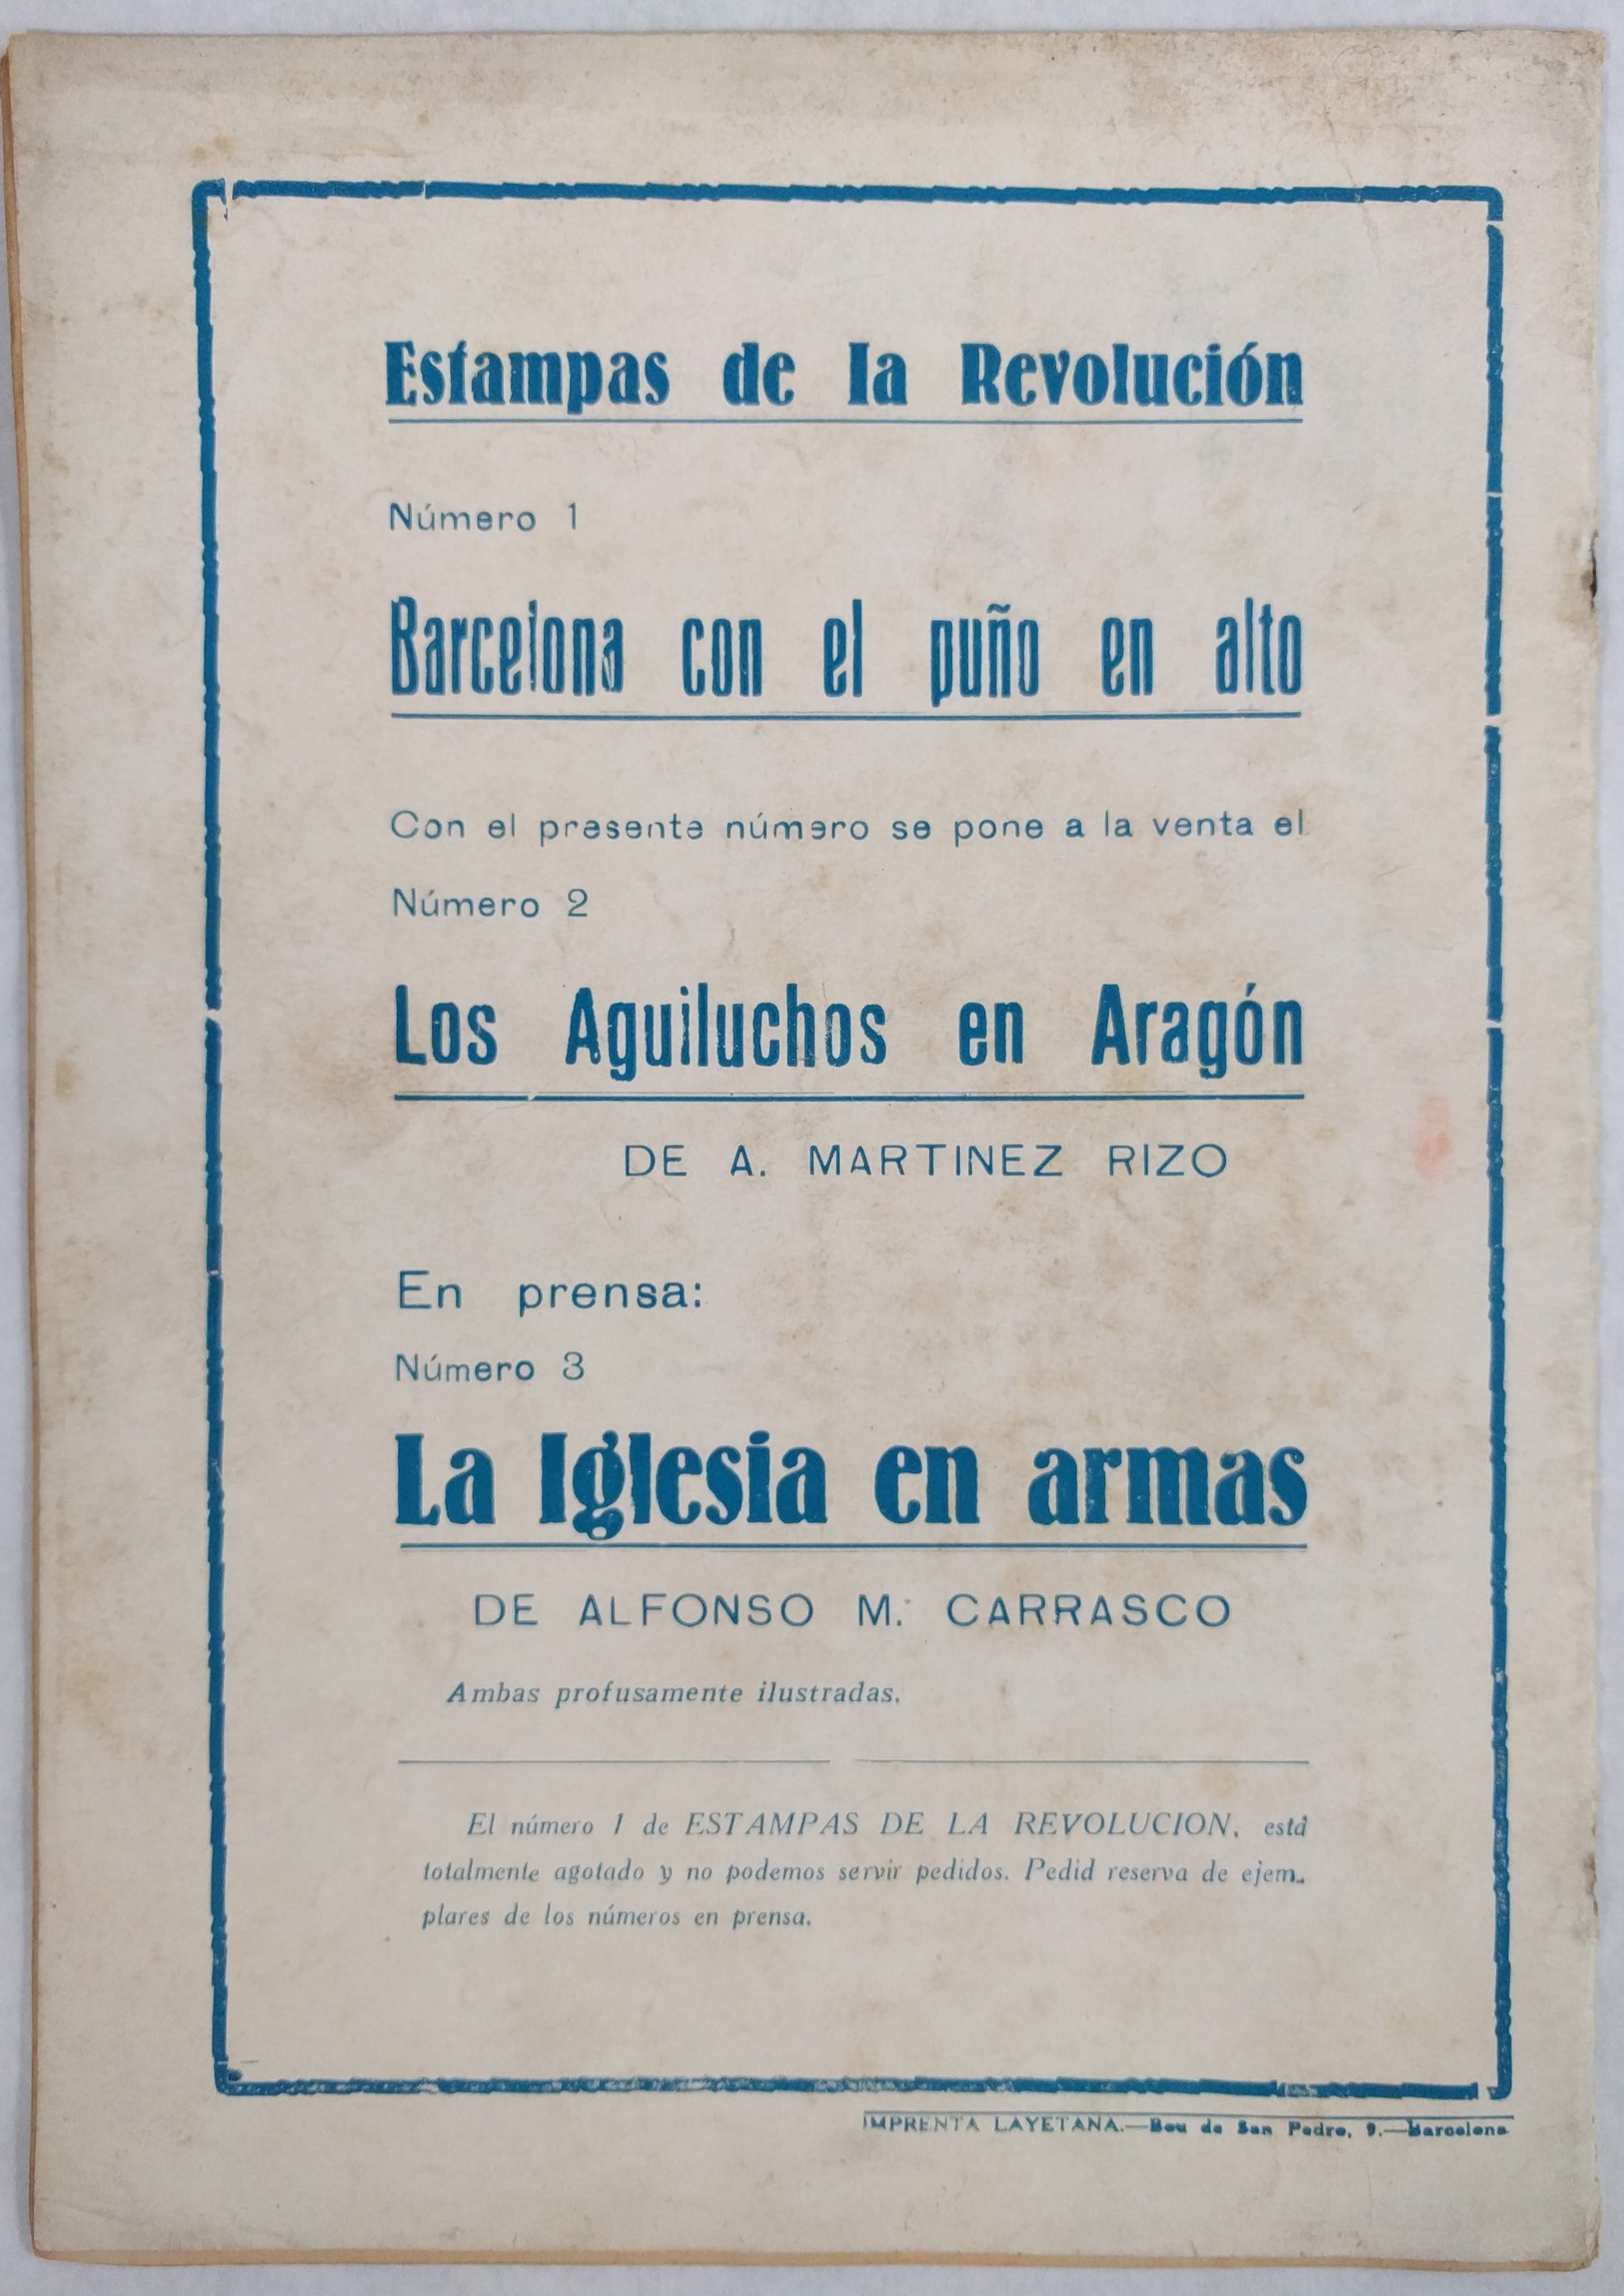 Estampas de la Revolución
Número 1
Barcelona con el puño en alto
Con el presente número se pone a la venta el
Número 2
Los Aguiluchos en Aragón
DE A. MARTINEZ RIZO
En prensa:
Número 3
La Iglesia en armas
DE ALFONSO M. CARRASCO
Ambas profusamente ilustradas.
El número 1 de ESTAMPAS DE LA REVOLUCION, está
totalmente agotado y no podemos servir pedidos. Pedid reserva de ejem-
plares de los números en prensa.
IMPRENTA LAYETANA.—Bou de San Pedro, 9.—Barcelona